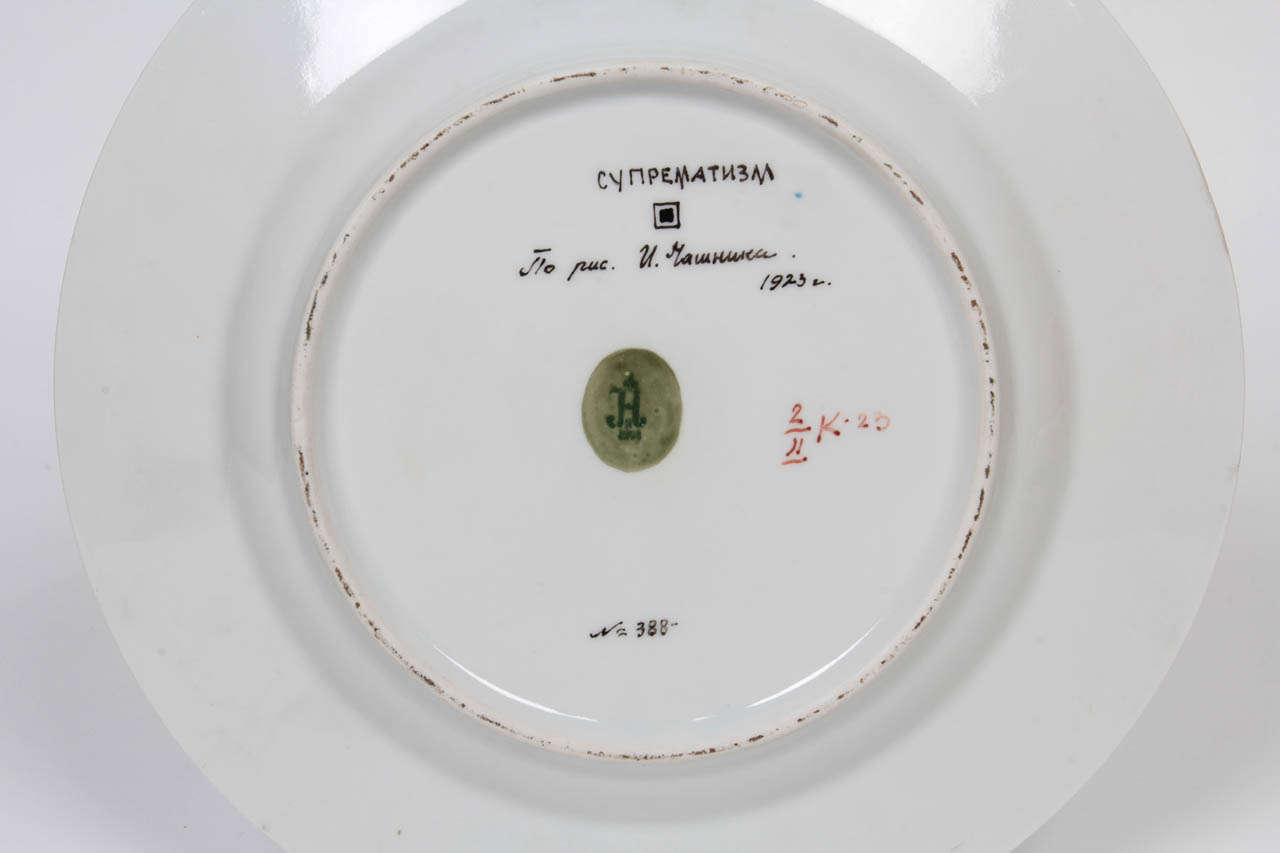 СУПРЕМАТИЗМ
По рис. И. Чашника.
1923 г.
2/11 К·23
№ 388